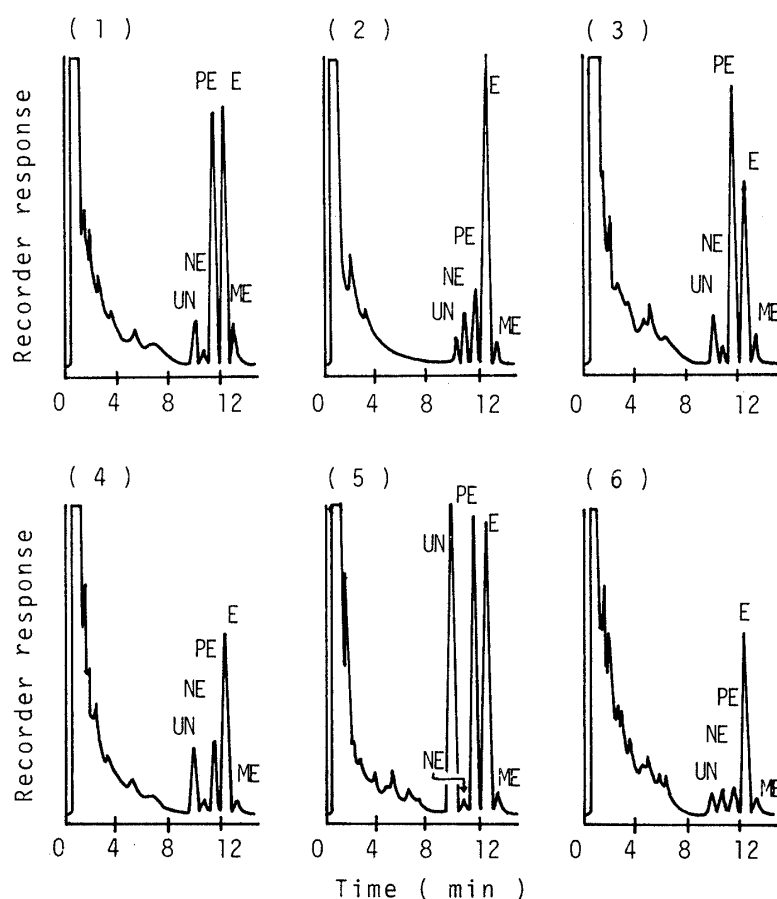 ( 1 )
( 2 )
( 3 )
Recorder response
PE E
NE
UN
ME
0 4 8 12
E
PE
NE
UN
ME
0 4 8 12
PE
E
NE
UN
ME
0 4 8 12
( 4 )
( 5 )
( 6 )
Recorder response
E
PE
NE
UN
ME
0 4 8 12
PE
E
UN
NE
ME
0 4 8 12
E
PE
NE
UN
ME
0 4 8 12
Time ( min )